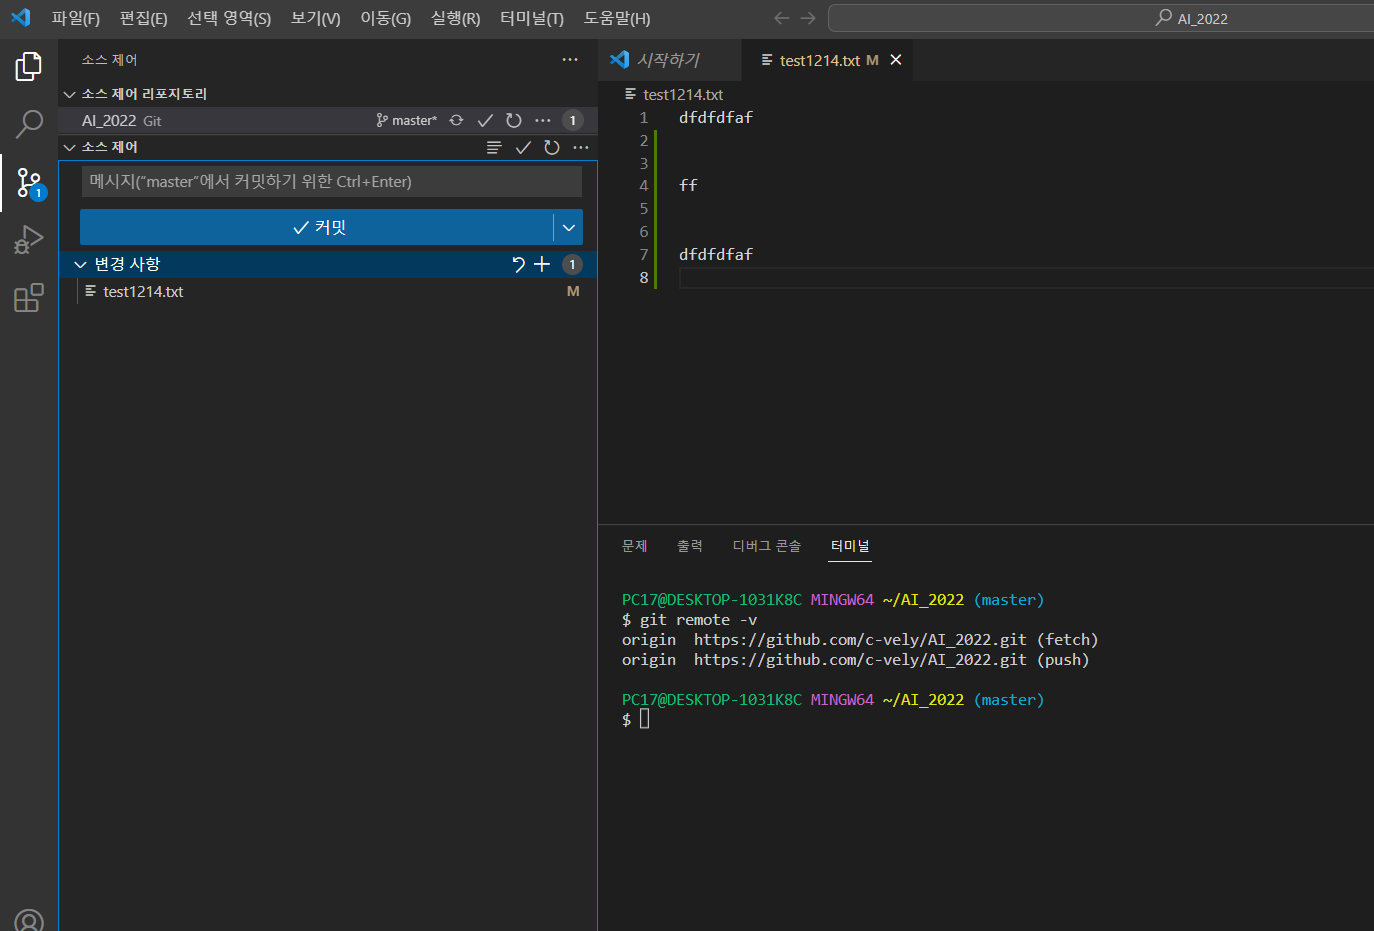 파일(F) 편집(E) 선택 영역(S) 보기(V) 이동(G) 실행(R) 터미널(T) 도움말(H) AI_2022
소스 제어
소스 제어 리포지토리
AI_2022 Git master* 1
소스 제어
메시지("master"에서 커밋하기 위한 Ctrl+Enter)
커밋
변경 사항 1
test1214.txt M
1
시작하기 test1214.txt M
test1214.txt
1 dfdfdfaf
2
3
4 ff
5
6
7 dfdfdfaf
8
문제 출력 디버그 콘솔 터미널
PC17@DESKTOP-1031K8C MINGW64 ~/AI_2022 (master)
$ git remote -v
origin https://github.com/c-vely/AI_2022.git (fetch)
origin https://github.com/c-vely/AI_2022.git (push)
PC17@DESKTOP-1031K8C MINGW64 ~/AI_2022 (master)
$